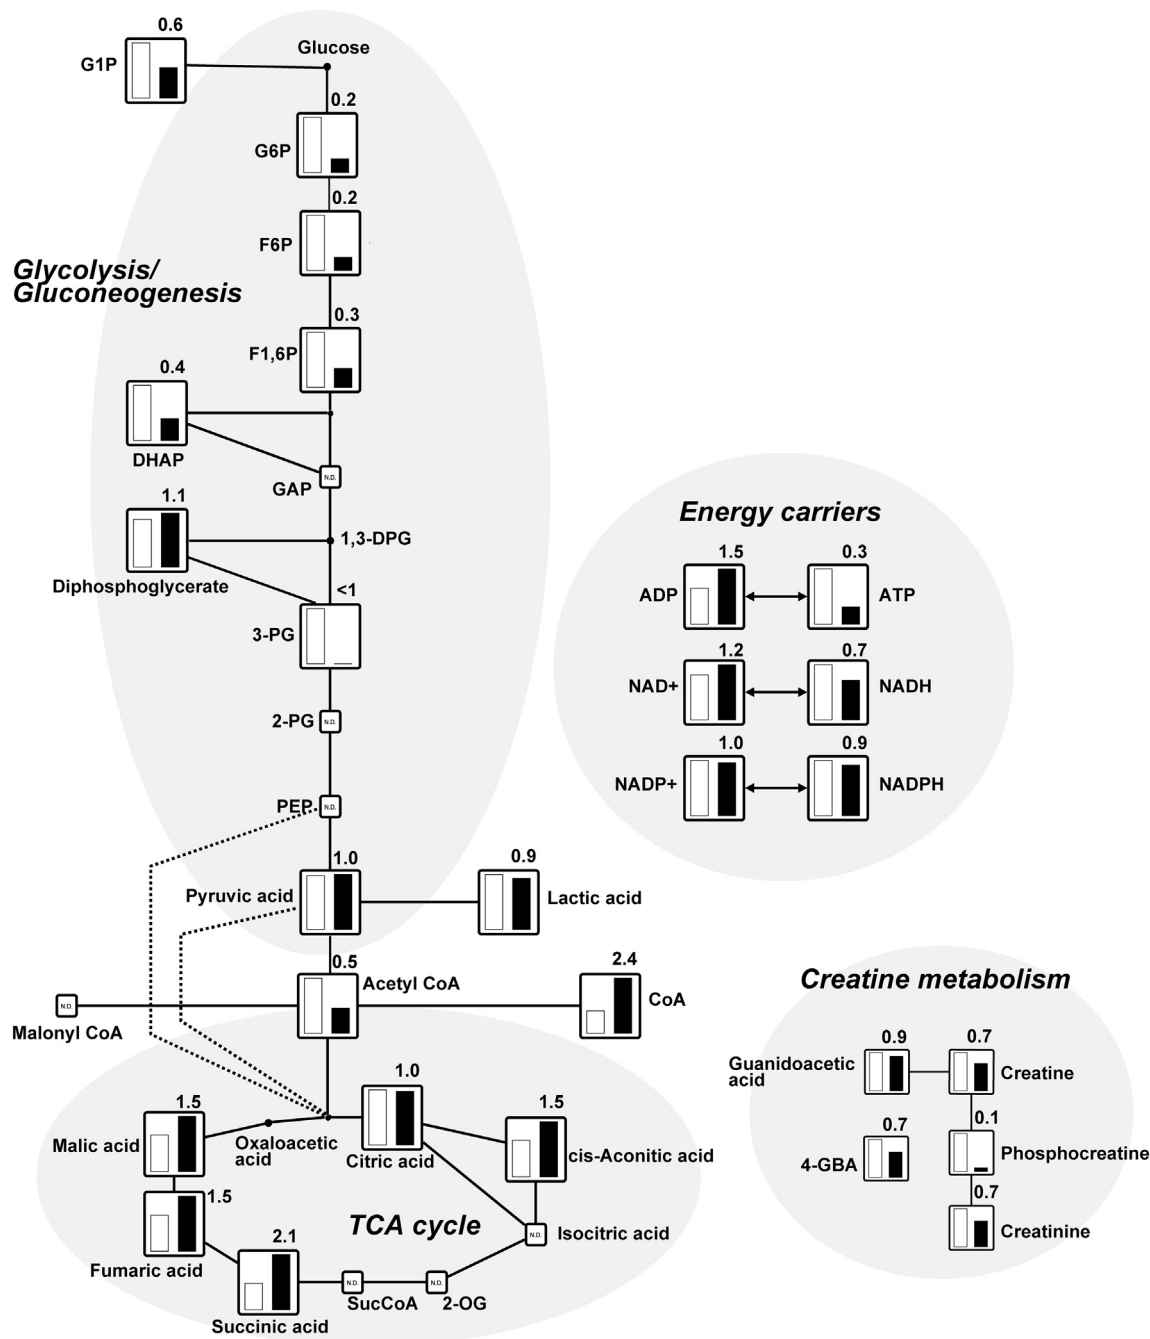 0.6
G1P
Glucose
0.2
G6P
0.2
F6P
Glycolysis/
Gluconeogenesis
0.3
F1,6P
0.4
DHAP
N.D.
GAP
1.1
1,3-DPG
Diphosphoglycerate
<1
3-PG
2-PG
N.D.
PEP
N.D.
1.0
Pyruvic acid
0.9
Lactic acid
0.5
Acetyl CoA
2.4
CoA
N.D.
Malonyl CoA
1.5
Malic acid
Oxaloacetic
acid
1.0
Citric acid
1.5
cis-Aconitic acid
1.5
Fumaric acid
TCA cycle
N.D.
Isocitric acid
2.1
Succinic acid
N.D.
SucCoA
N.D.
2-OG
Energy carriers
1.5
0.3
ADP
ATP
1.2
0.7
NAD+
NADH
1.0
0.9
NADP+
NADPH
Creatine metabolism
0.9
0.7
Guanidoacetic
acid
Creatine
0.7
0.1
4-GBA
Phosphocreatine
0.7
Creatinine